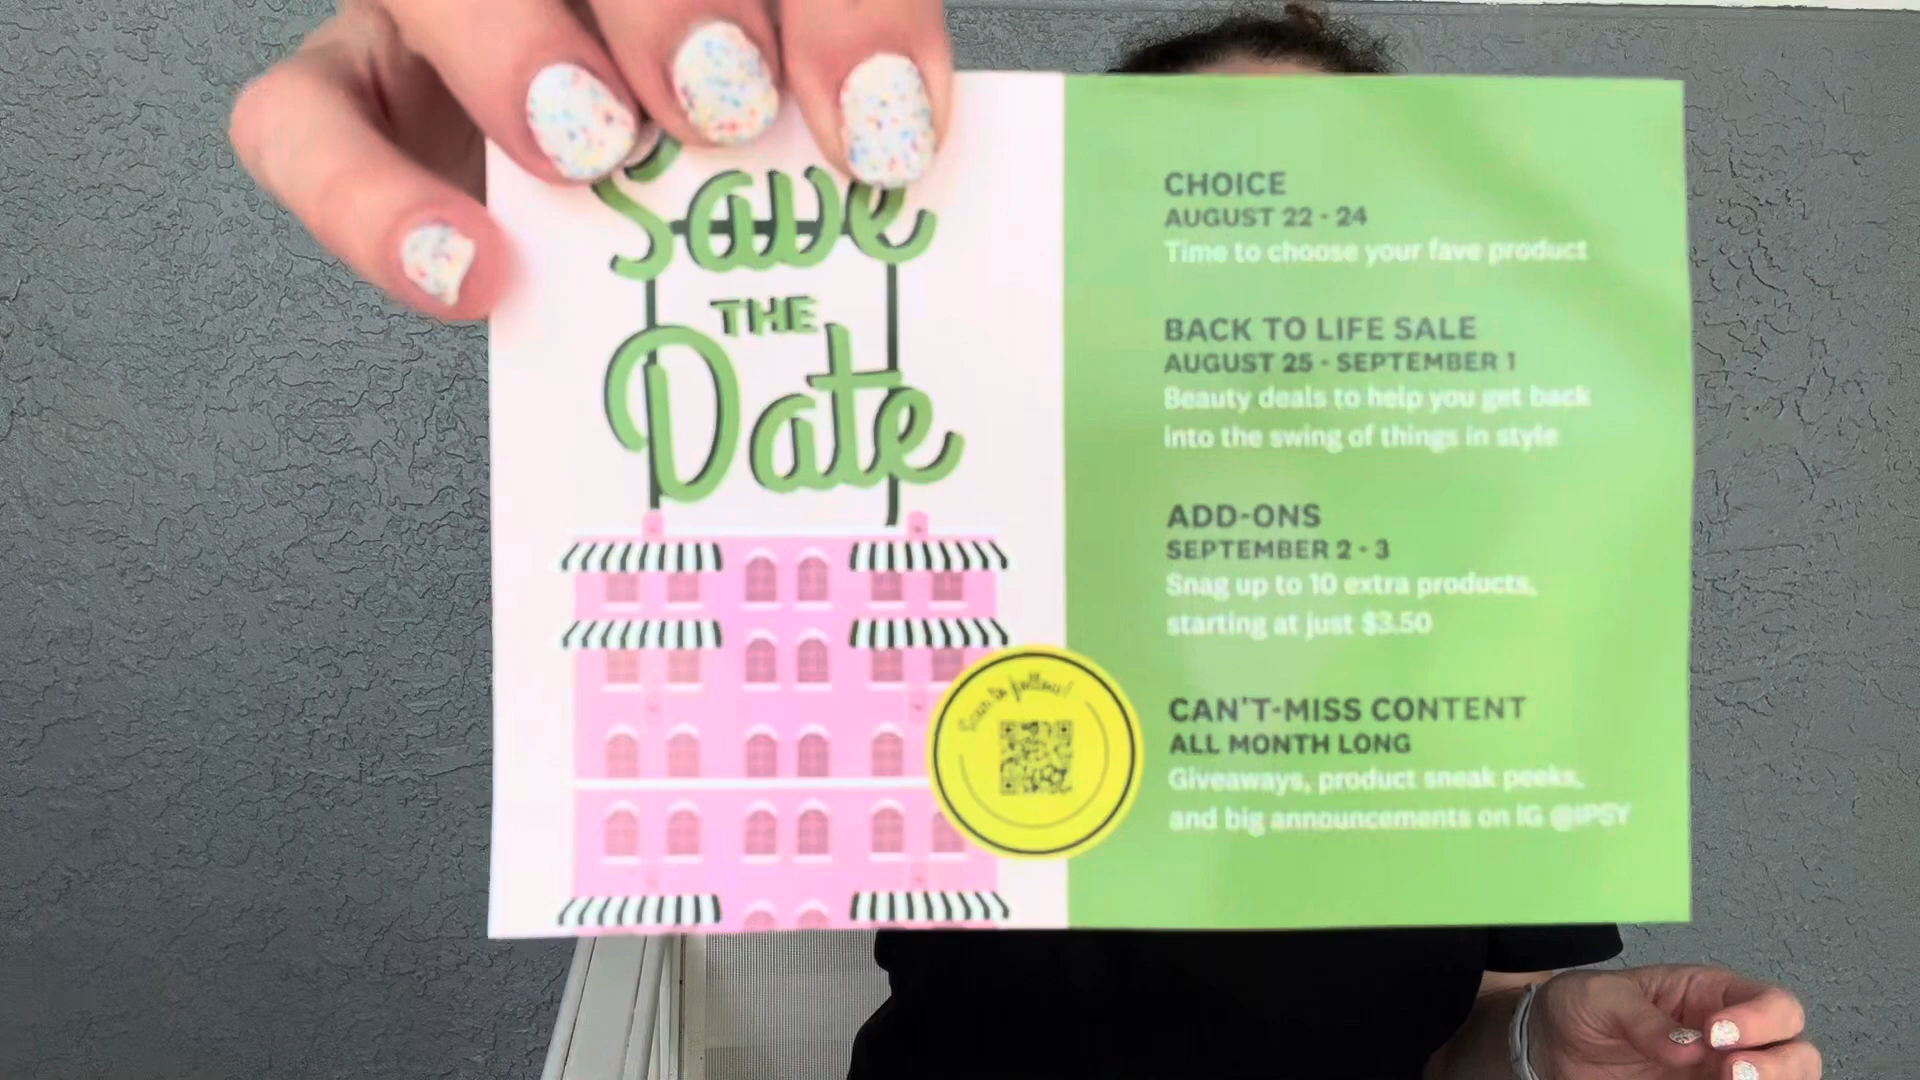 Save
THE
Date
Scan to follow!
CHOICE
AUGUST 22 - 24
Time to choose your fave product
BACK TO LIFE SALE
AUGUST 25 - SEPTEMBER 1
Beauty deals to help you get back
into the swing of things in style
ADD-ONS
SEPTEMBER 2 - 3
Snag up to 10 extra products,
starting at just $3.50
CAN'T-MISS CONTENT
ALL MONTH LONG
Giveaways, product sneak peeks,
and big announcements on IG @IPSY